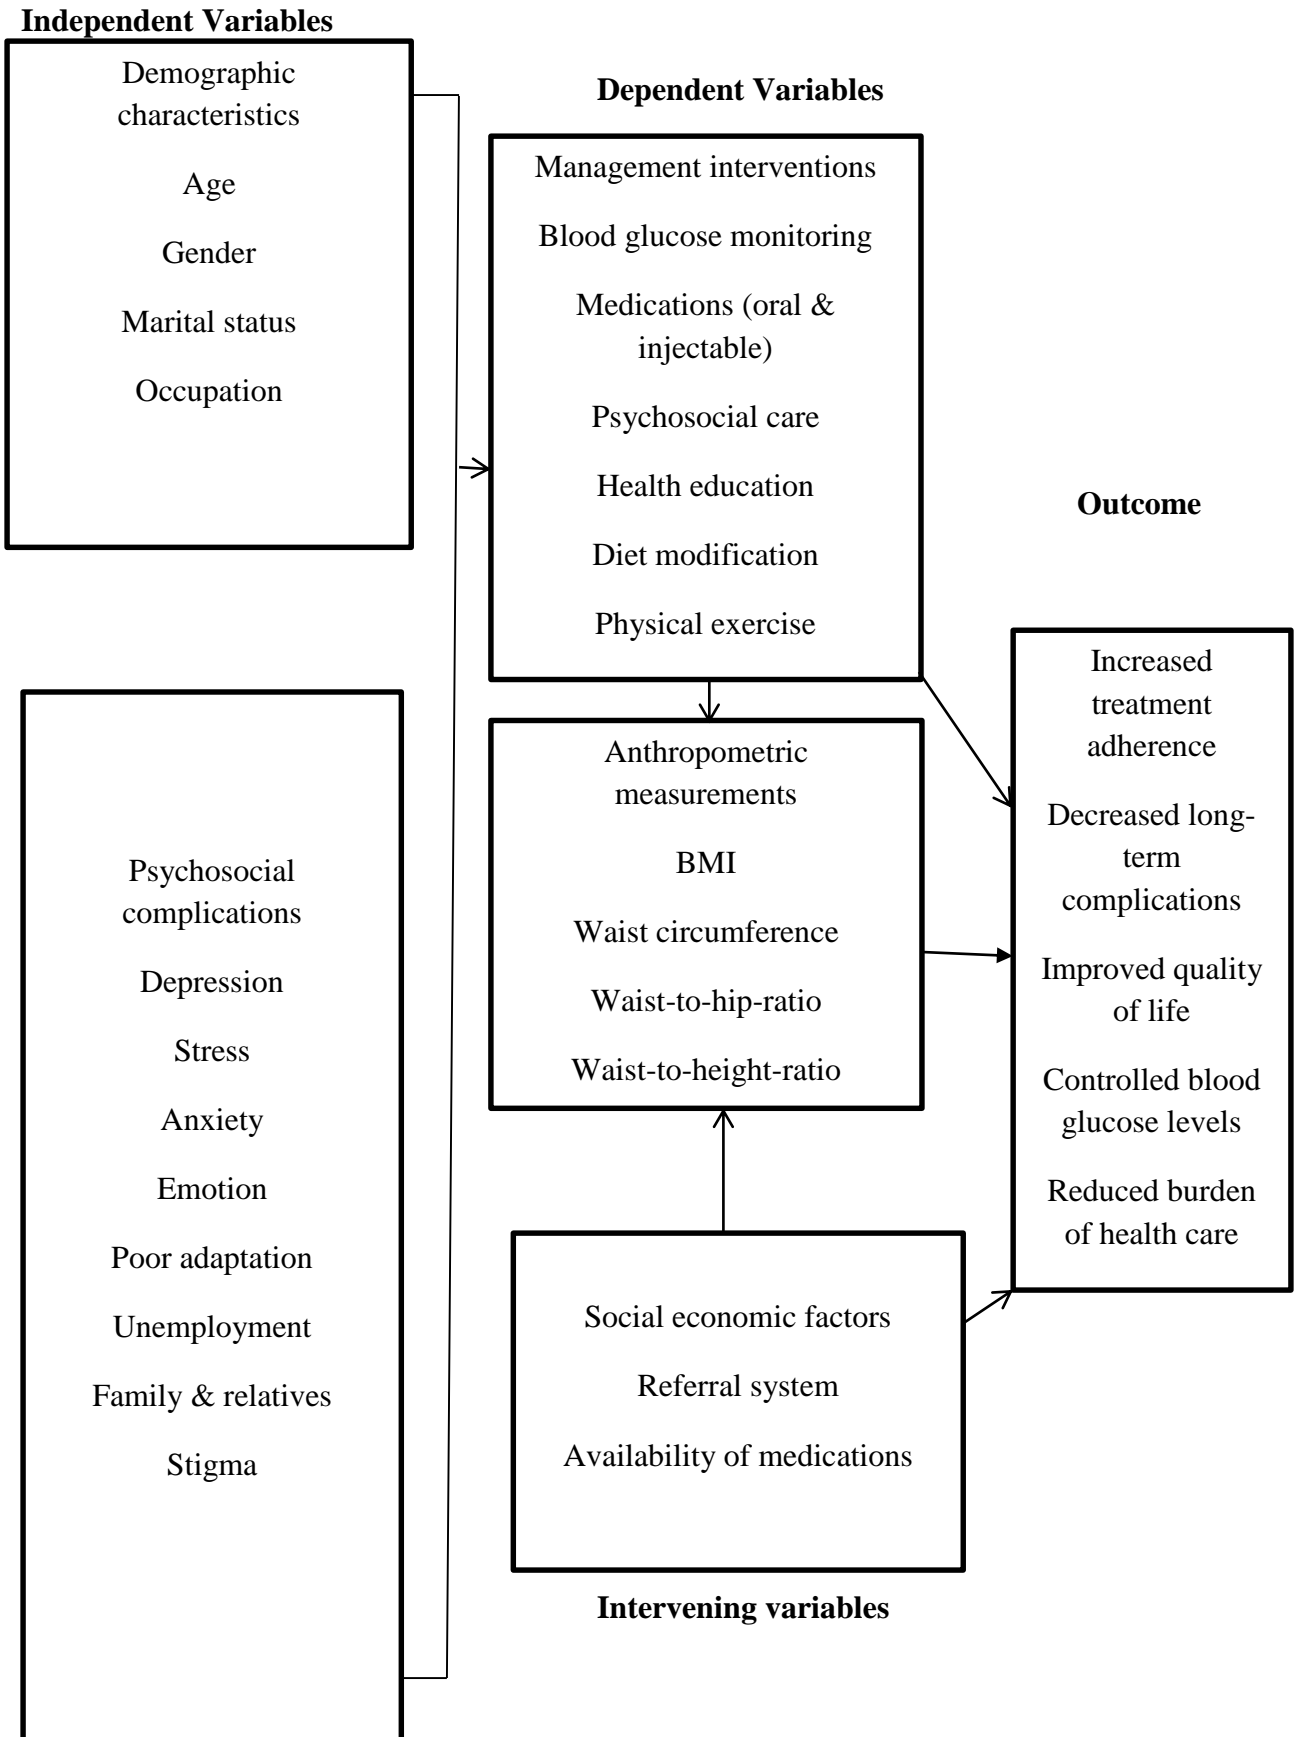 Independent Variables
Demographic
characteristics
Age
Gender
Marital status
Occupation
Psychosocial
complications
Depression
Stress
Anxiety
Emotion
Poor adaptation
Unemployment
Family & relatives
Stigma
Dependent Variables
Management interventions
Blood glucose monitoring
Medications (oral &
injectable)
Psychosocial care
Health education
Diet modification
Physical exercise
Anthropometric
measurements
BMI
Waist circumference
Waist-to-hip-ratio
Waist-to-height-ratio
Social economic factors
Referral system
Availability of medications
Intervening variables
Outcome
Increased
treatment
adherence
Decreased long-
term
complications
Improved quality
of life
Controlled blood
glucose levels
Reduced burden
of health care